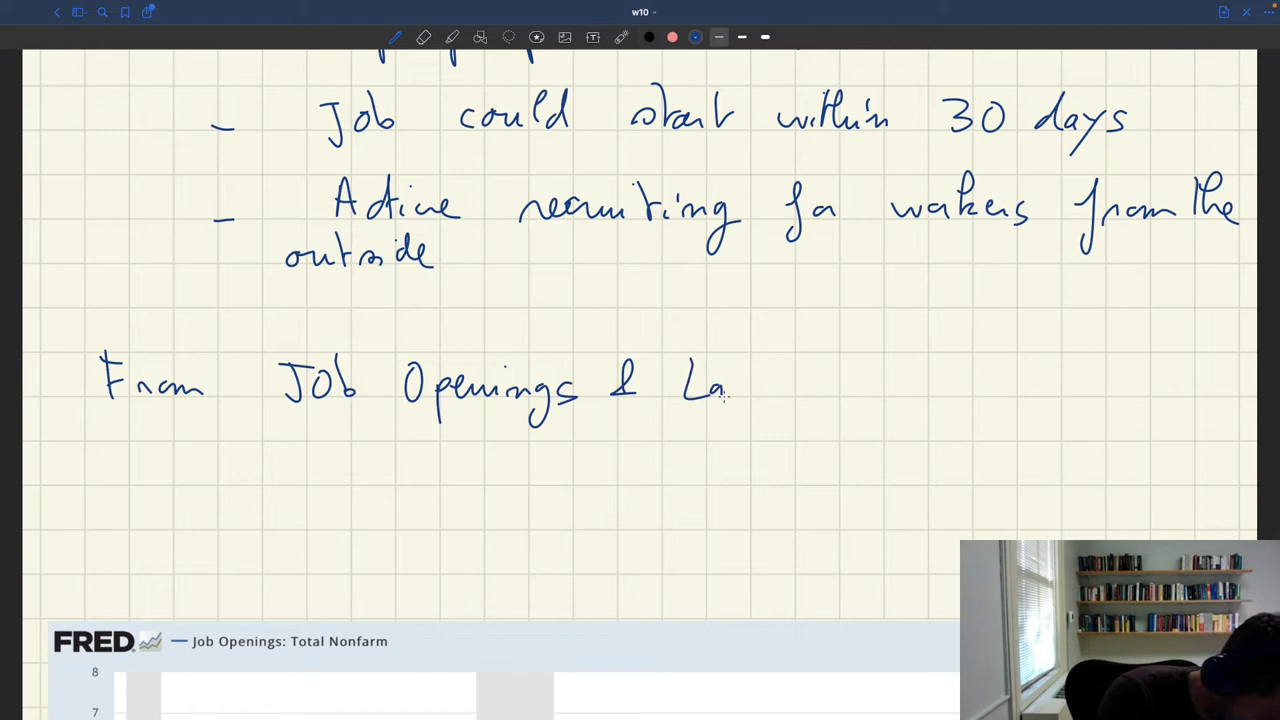 w10
- Job could start within 30 days
- Active recruiting for workers from the
outside
From JOb Openings & La
FRED — Job Openings: Total Nonfarm
8
7